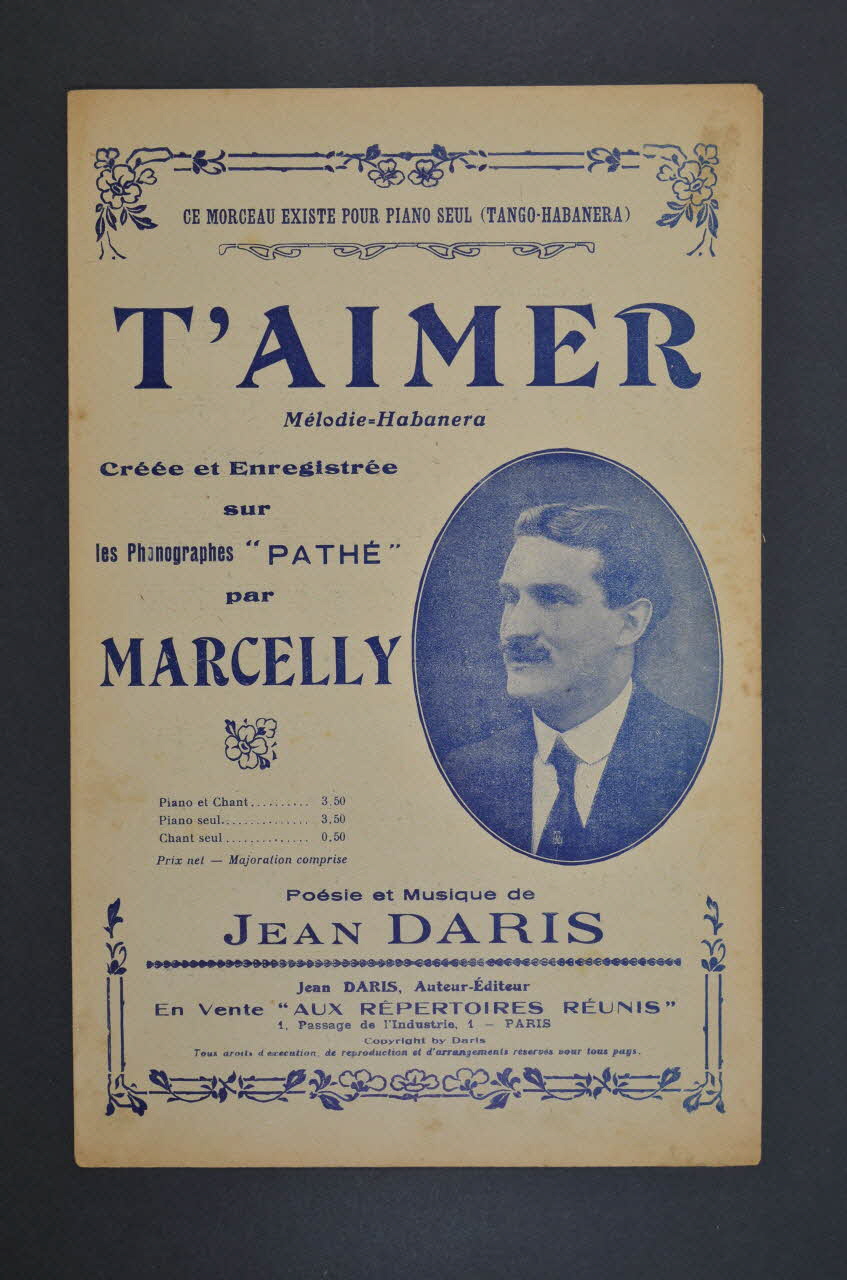 CE MORCEAU EXISTE POUR PIANO SEUL (TANGO-HABANERA)
T'AIMER
Mélodie=Habanera
Créée et Enregistrée
sur
les Phonographes "PATHÉ"
par
MARCELLY
Piano et Chant.......... 3.50
Piano seul.............. 3.50
Chant seul.............. 0.50
Prix net — Majoration comprise
Poésie et Musique de
JEAN DARIS
Jean DARIS, Auteur-Éditeur
En Vente "AUX RÉPERTOIRES RÉUNIS"
1, Passage de l'Industrie, 1 — PARIS
Copyright by Daris
Tous droits d'execution, de reproduction et d'arrangements réservés pour tous pays.